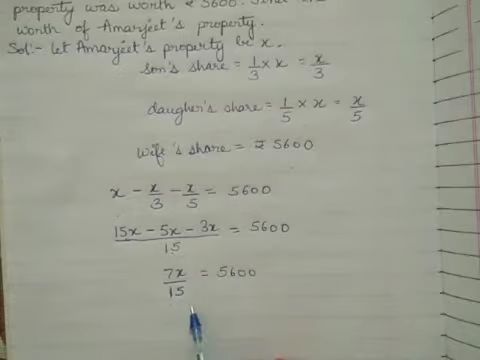 property was worth ₹ 5600.
worth of Amarjeet's property.
Sol:- Let Amarjeet's property be x.
son's share = 1/3 × x = x/3
daugher's share = 1/5 × x = x/5
wife's share = ₹ 5600
x - x/3 - x/5 = 5600
15x - 5x - 3x / 15 = 5600
7x/15 = 5600